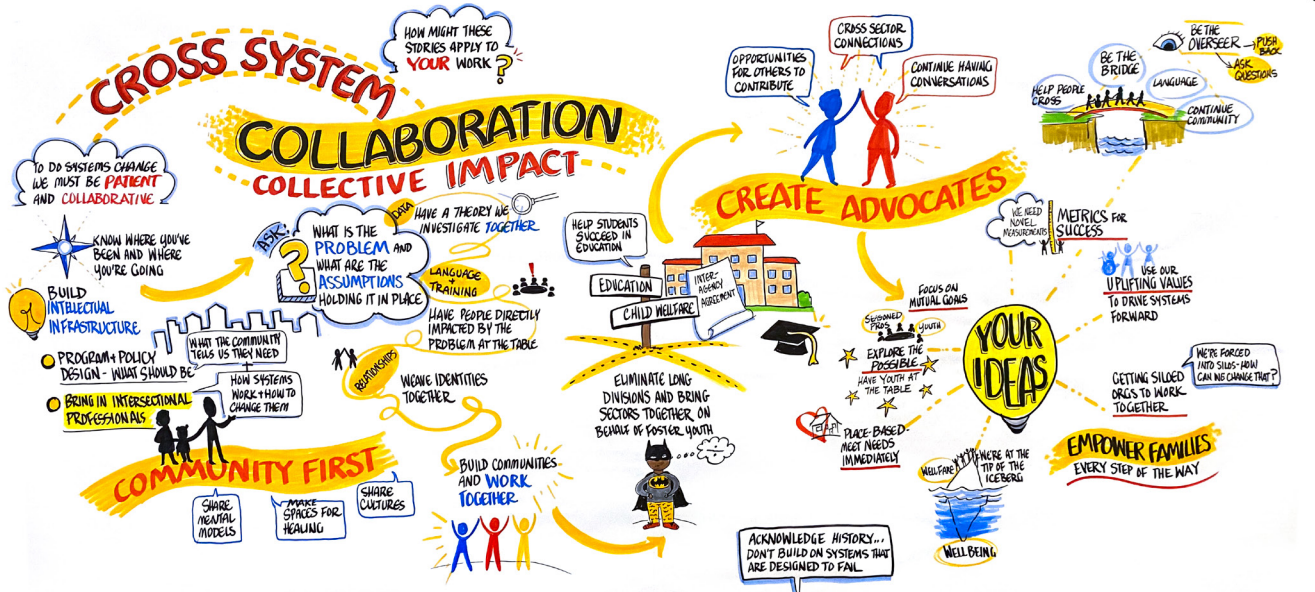 CROSS SYSTEM
COLLABORATION
COLLECTIVE IMPACT
HOW MIGHT THESE
STORIES APPLY TO
YOUR WORK ?
TO DO SYSTEMS CHANGE
WE MUST BE PATIENT
AND COLLABORATIVE
KNOW WHERE YOU'VE
BEEN AND WHERE
YOU'RE GOING
BUILD
INTELLECTUAL
INFRASTRUCTURE
PROGRAM + POLICY
DESIGN - WHAT SHOULD BE
BRING IN INTERSECTIONAL
PROFESSIONALS
WHAT THE COMMUNITY
TELLS US THEY NEED
+
HOW SYSTEMS
WORK + HOW TO
CHANGE THEM
COMMUNITY FIRST
SHARE
MENTAL
MODELS
MAKE
SPACES FOR
HEALING
SHARE
CULTURES
ASK:
?
WHAT IS THE
PROBLEM AND
WHAT ARE THE
ASSUMPTIONS
HOLDING IT IN PLACE
DATA
HAVE A THEORY WE
INVESTIGATE TOGETHER
LANGUAGE +
TRAINING
!
HAVE PEOPLE DIRECTLY
IMPACTED BY THE
PROBLEM AT THE TABLE
RELATIONSHIPS
WEAVE IDENTITIES
TOGETHER
BUILD COMMUNITIES
AND WORK
TOGETHER
HELP STUDENTS
SUCCEED IN
EDUCATION
EDUCATION
CHILD WELFARE
INTER-
AGENCY
AGREEMENT
ELIMINATE LONG
DIVISIONS AND BRING
SECTORS TOGETHER ON
BEHALF OF FOSTER YOUTH
÷
OPPORTUNITIES
FOR OTHERS TO
CONTRIBUTE
CROSS SECTOR
CONNECTIONS
CONTINUE HAVING
CONVERSATIONS
CREATE ADVOCATES
HELP PEOPLE
CROSS
BE THE
BRIDGE
LANGUAGE
CONTINUE
COMMUNITY
BE THE
OVERSEER
PUSH
BACK
ASK
QUESTIONS
YOUR
IDEAS
WE NEED
NOVEL
MEASUREMENTS
METRICS FOR
SUCCESS
USE OUR
UPLIFTING VALUES
TO DRIVE SYSTEMS
FORWARD
GETTING SILOED
ORGS TO WORK
TOGETHER
WE'RE FORCED
INTO SILOS - HOW
CAN WE CHANGE THAT?
EMPOWER FAMILIES
EVERY STEP OF THE WAY
FOCUS ON
MUTUAL GOALS
SEASONED
PROS
YOUTH
EXPLORE THE
POSSIBLE
HAVE YOUTH AT
THE TABLE
PLACE-BASED-
MEET NEEDS
IMMEDIATELY
WELFARE
WE'RE AT THE
TIP OF THE
ICEBERG
WELLBEING
ACKNOWLEDGE HISTORY...
DON'T BUILD ON SYSTEMS THAT
ARE DESIGNED TO FAIL